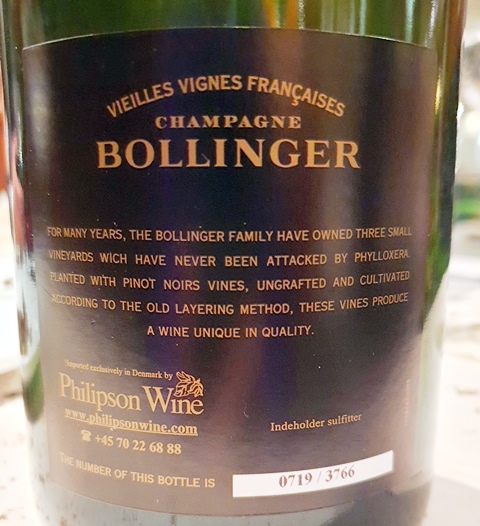 VIEILLES VIGNES FRANÇAISES
CHAMPAGNE
BOLLINGER
FOR MANY YEARS, THE BOLLINGER FAMILY HAVE OWNED THREE SMALL
VINEYARDS WICH HAVE NEVER BEEN ATTACKED BY PHYLLOXERA.
PLANTED WITH PINOT NOIRS VINES, UNGRAFTED AND CULTIVATED
ACCORDING TO THE OLD LAYERING METHOD, THESE VINES PRODUCE
A WINE UNIQUE IN QUALITY.
"Imported exclusively in Denmark by
Philipson Wine
www.philipsonwine.com
☎ +45 70 22 68 88
Indeholder sulfitter
THE NUMBER OF THIS BOTTLE IS 0719 / 3766